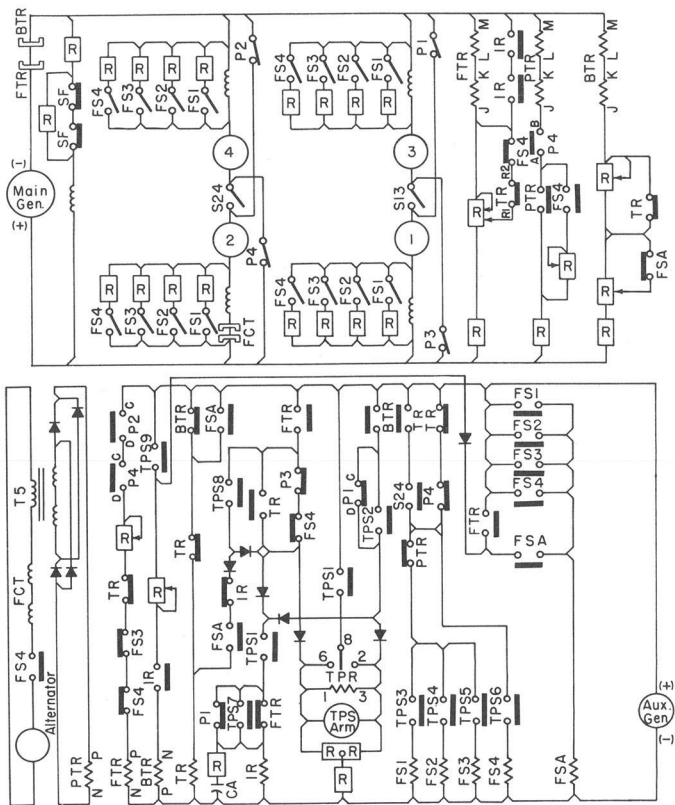 BTR
FTR
(-)
Main
Gen.
(+)
R
SF
R
SF
FS4
FS3
FS2
FS1
R
R
R
R
P2
4
S24
2
P4
FS4
FS3
FS2
FS1
R
R
R
R
FCT
FS4
FS3
FS2
FS1
R
R
R
R
P1
3
S13
1
FS4
FS3
FS2
FS1
R
R
R
R
P3
FTR
M
L
K
J
R
R
IR
IR
FS4
R2
TR
R1
PTR
M
L
K
J
B
P4
A
PTR
FS4
R
R
BTR
M
L
K
J
R
TR
FSA
R
R
T5
FCT
FS4
Alternator
PTR
P
N
C
P2
D
C
P4
D
R
TR
FS3
FS4
FTR
P
N
TPS9
R
IR
BTR
N
P
BTR
FSA
TR
TR
TPS8
TR
IR
FSA
TPS1
P1
TPS7
FTR
R
CA
IR
FTR
P3
FS4
TPS1
8
6
2
TPR
1
3
TPS
Arm
R
R
R
BTR
C
P1
D
TPS2
TR
TR
S24
P4
PTR
TPS3
TPS4
TPS5
TPS6
FS1
FS2
FS3
FS4
FTR
FS1
FS2
FS3
FS4
FSA
FSA
(+)
Aux.
Gen.
(-)